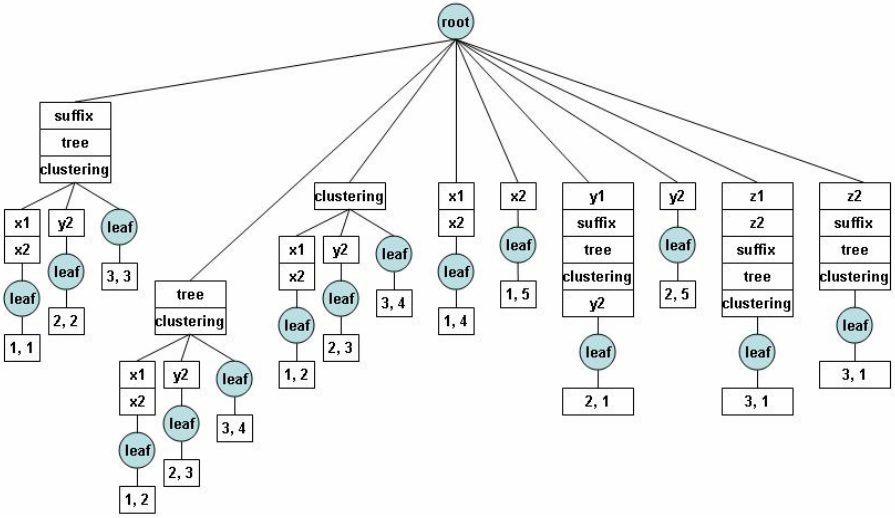 root
suffix
tree
clustering
x1
x2
leaf
1, 1
y2
leaf
2, 2
leaf
3, 3
tree
clustering
x1
x2
leaf
1, 2
y2
leaf
2, 3
leaf
3, 4
clustering
x1
x2
leaf
1, 2
y2
leaf
2, 3
leaf
3, 4
x1
x2
leaf
1, 4
x2
leaf
1, 5
y1
suffix
tree
clustering
y2
leaf
2, 1
y2
leaf
2, 5
z1
z2
suffix
tree
clustering
leaf
3, 1
z2
suffix
tree
clustering
leaf
3, 1